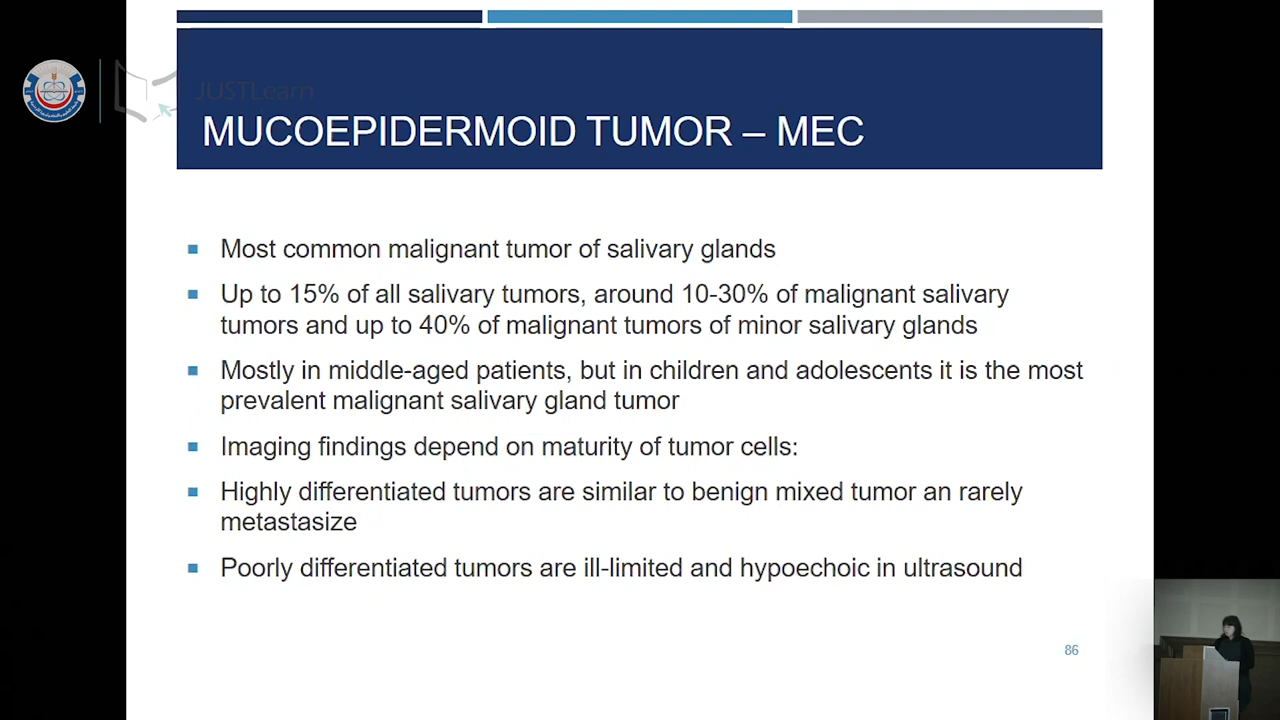 JUSTLearn
MUCOEPIDERMOID TUMOR – MEC
Most common malignant tumor of salivary glands
Up to 15% of all salivary tumors, around 10-30% of malignant salivary
tumors and up to 40% of malignant tumors of minor salivary glands
Mostly in middle-aged patients, but in children and adolescents it is the most
prevalent malignant salivary gland tumor
Imaging findings depend on maturity of tumor cells:
Highly differentiated tumors are similar to benign mixed tumor an rarely
metastasize
Poorly differentiated tumors are ill-limited and hypoechoic in ultrasound
86